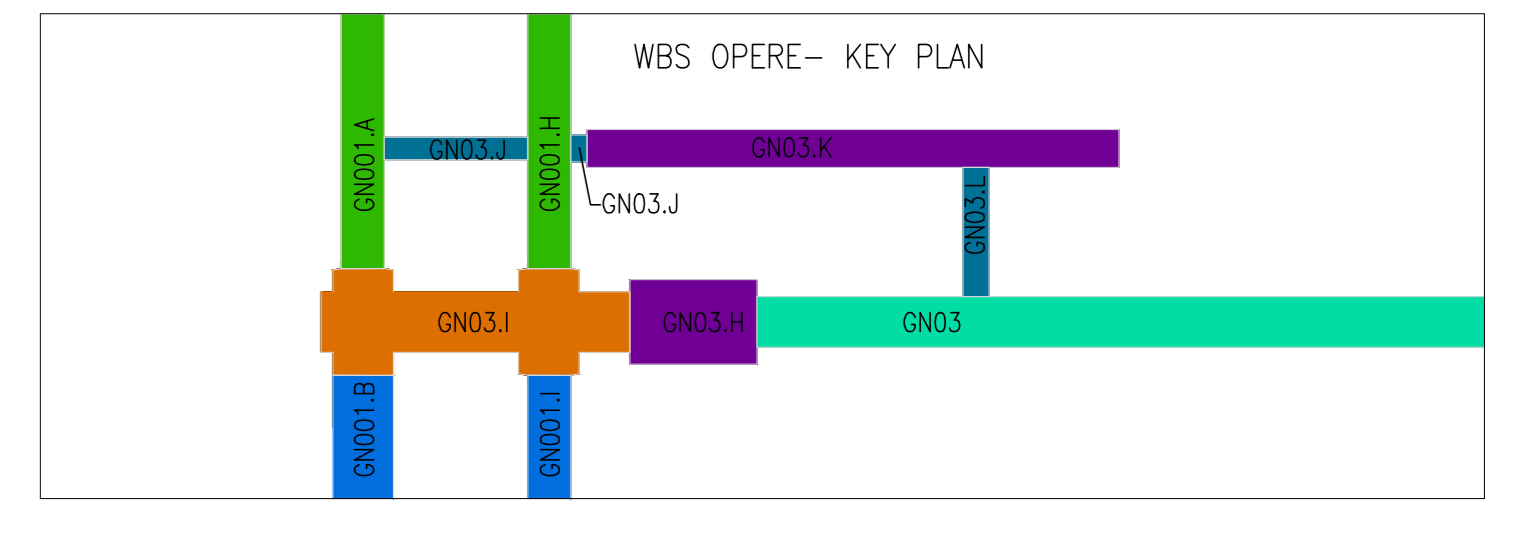 WBS OPERE- KEY PLAN
GN001.A
GN03.J
GN001.H
GN03.K
GN03.J
GN03.L
GN03.I
GN03.H
GN03
GN001.B
GN001.I